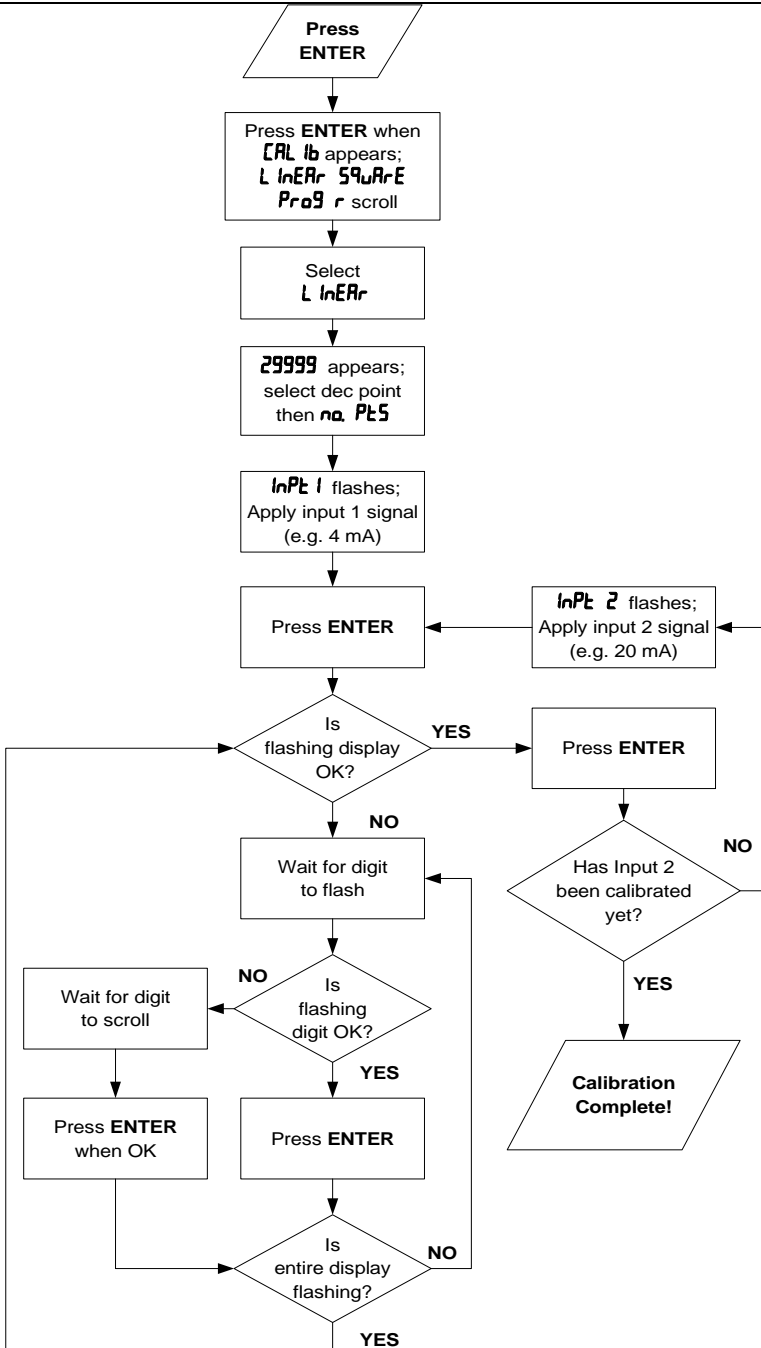 Press
ENTER
Press ENTER when
CALIb appears;
LInEAr SquArE
Prog r scroll
Select
LInEAr
29999 appears;
select dec point
then no. PtS
InPt 1 flashes;
Apply input 1 signal
(e.g. 4 mA)
Press ENTER
InPt 2 flashes;
Apply input 2 signal
(e.g. 20 mA)
Is
flashing display
OK?
YES
Press ENTER
NO
Wait for digit
to flash
Has Input 2
been calibrated
yet?
NO
Wait for digit
to scroll
NO
Is
flashing
digit OK?
YES
YES
Press ENTER
when OK
Press ENTER
Calibration
Complete!
Is
entire display
flashing?
NO
YES